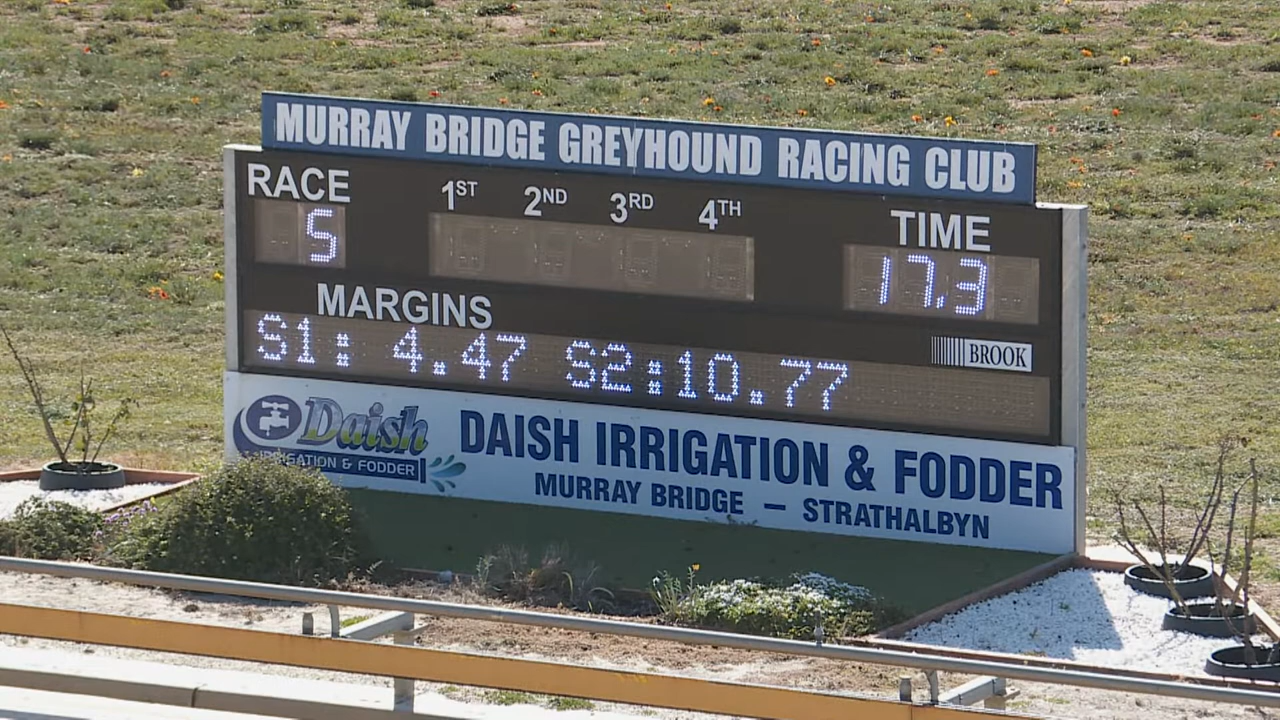 MURRAY BRIDGE GREYHOUND RACING CLUB
RACE 1ST 2ND 3RD 4TH TIME
5 17.3
MARGINS
BROOK
S1: 4.47 S2:10.77
Daish
IRRIGATION & FODDER
DAISH IRRIGATION & FODDER
MURRAY BRIDGE – STRATHALBYN